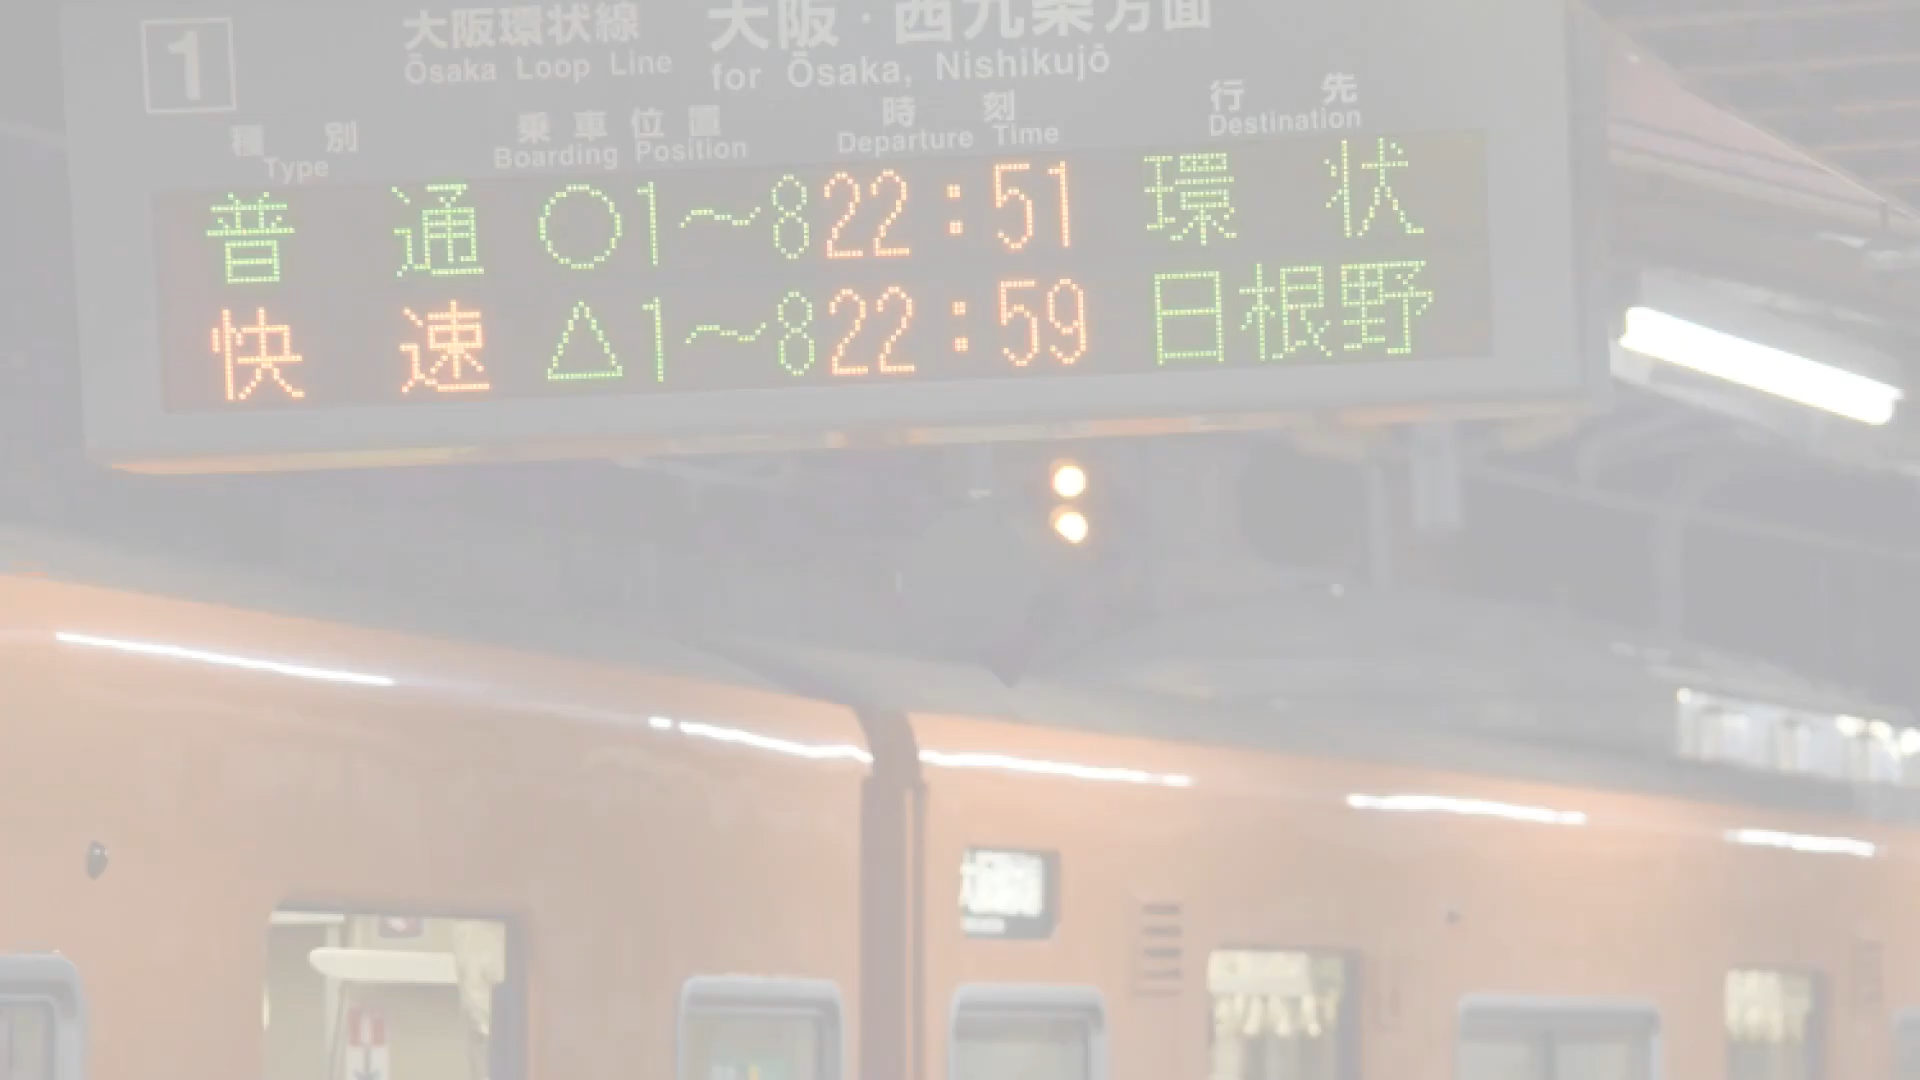 1
大阪環状線 大阪・西九条方面
Ōsaka Loop Line for Ōsaka, Nishikujō
種別 乗車位置 時刻 行先
Type Boarding Position Departure Time Destination
普通 ○1～8 22:51 環状
快速 △1～8 22:59 日根野